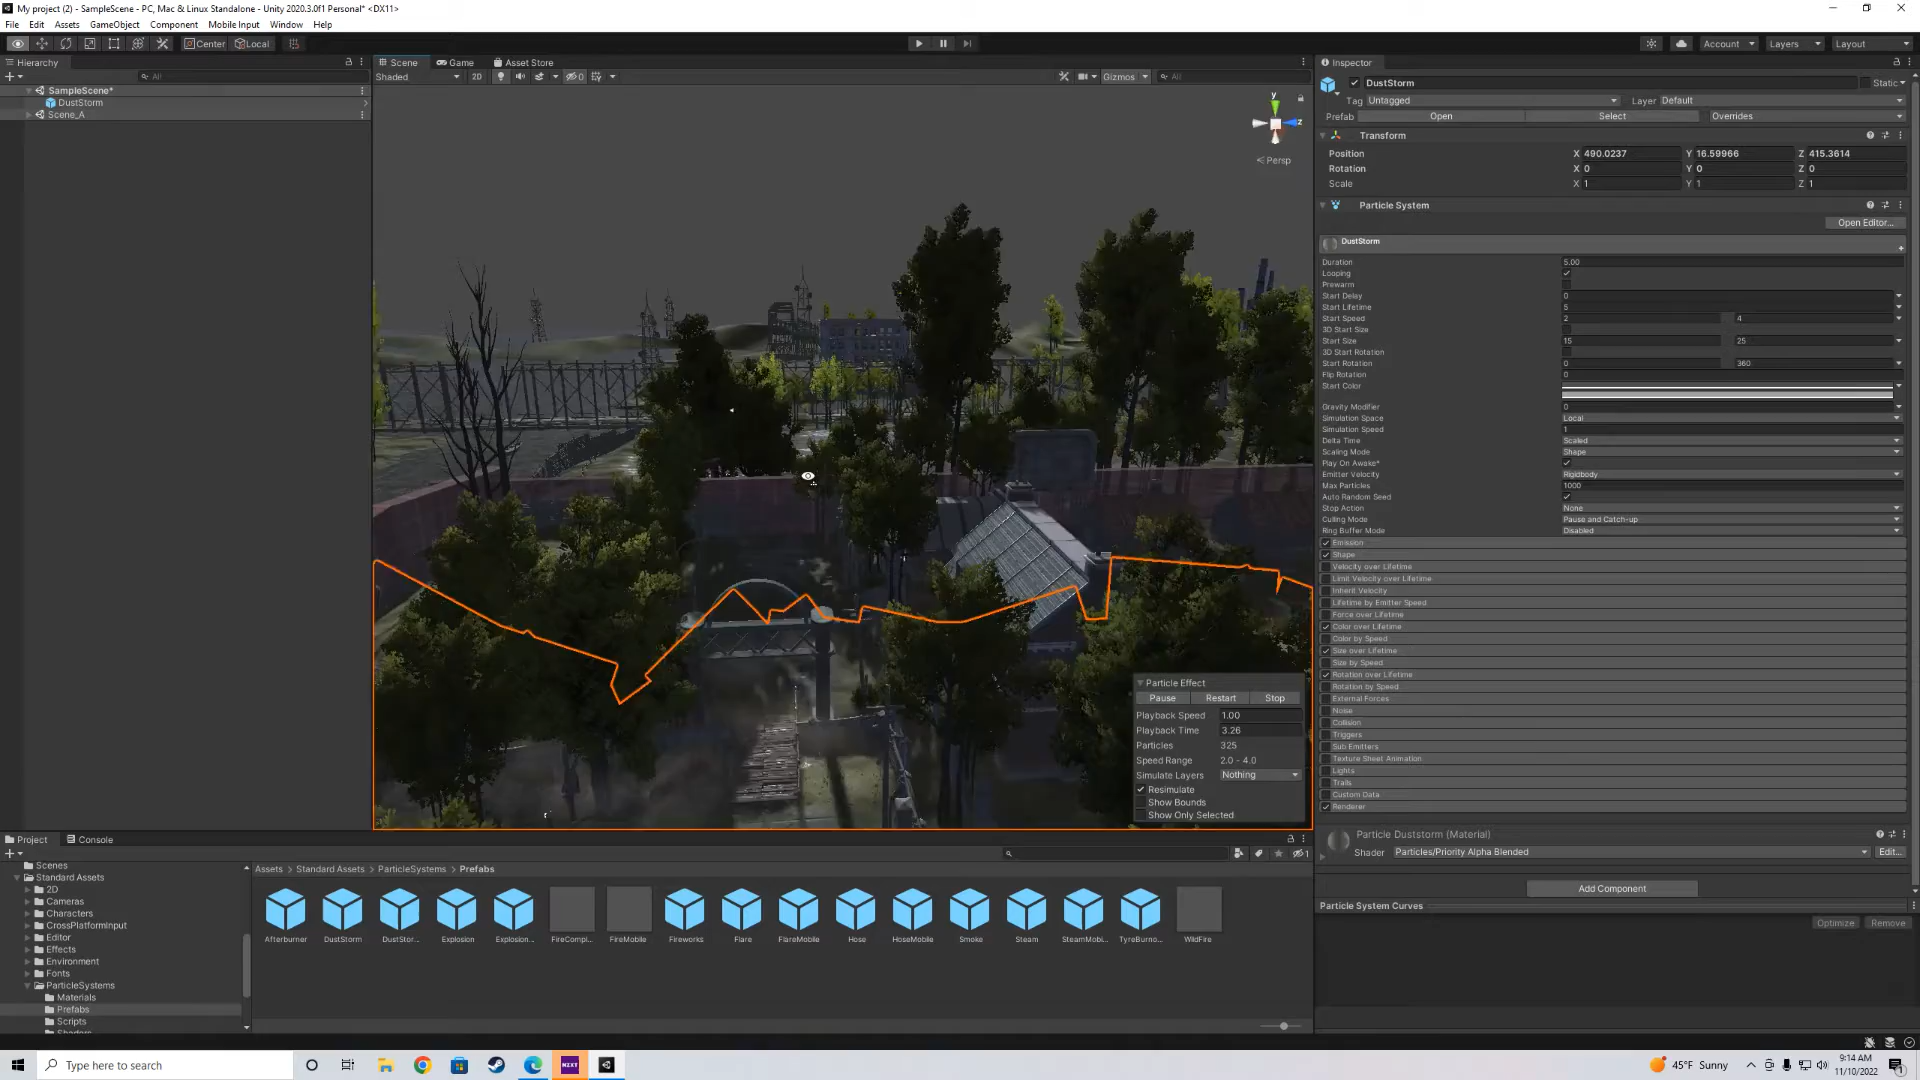 My project (2) - SampleScene - PC, Mac & Linux Standalone - Unity 2020.3.0f1 Personal* <DX11>
File Edit Assets GameObject Component Mobile Input Window Help
Center Local
Account Layers Layout
Hierarchy
All
SampleScene*
DustStorm
Scene_A
Scene Game Asset Store
Shaded 2D 0 Gizmos All
y
z
Persp
Particle Effect
Pause Restart Stop
Playback Speed 1.00
Playback Time 3.26
Particles 325
Speed Range 2.0 - 4.0
Simulate Layers Nothing
Resimulate
Show Bounds
Show Only Selected
Inspector
DustStorm Static
Tag Untagged Layer Default
Prefab Open Select Overrides
Transform
Position X 490.0237 Y 16.59966 Z 415.3614
Rotation X 0 Y 0 Z 0
Scale X 1 Y 1 Z 1
Particle System
Open Editor...
DustStorm
Duration 5.00
Looping
Prewarm
Start Delay 0
Start Lifetime 5
Start Speed 2 4
3D Start Size
Start Size 15 25
3D Start Rotation
Start Rotation 0 360
Flip Rotation 0
Start Color
Gravity Modifier 0
Simulation Space Local
Simulation Speed 1
Delta Time Scaled
Scaling Mode Shape
Play On Awake*
Emitter Velocity Rigidbody
Max Particles 1000
Auto Random Seed
Stop Action None
Culling Mode Pause and Catch-up
Ring Buffer Mode Disabled
Emission
Shape
Velocity over Lifetime
Limit Velocity over Lifetime
Inherit Velocity
Lifetime by Emitter Speed
Force over Lifetime
Color over Lifetime
Color by Speed
Size over Lifetime
Size by Speed
Rotation over Lifetime
Rotation by Speed
External Forces
Noise
Collision
Triggers
Sub Emitters
Texture Sheet Animation
Lights
Trails
Custom Data
Renderer
Particle Duststorm (Material)
Shader Particles/Priority Alpha Blended Edit...
Add Component
Particle System Curves
Optimize Remove
Project Console
Scenes
Standard Assets
2D
Cameras
Characters
CrossPlatformInput
Editor
Effects
Environment
Fonts
ParticleSystems
Materials
Prefabs
Scripts
Shaders
1
Assets > Standard Assets > ParticleSystems > Prefabs
Afterburner DustStorm DustStor... Explosion Explosion... FireCompl... FireMobile Fireworks Flare FlareMobile Hose HoseMobile Smoke Steam SteamMobi... TyreBurno... WildFire
Type here to search
NZXT
45°F Sunny
9:14 AM
11/10/2022